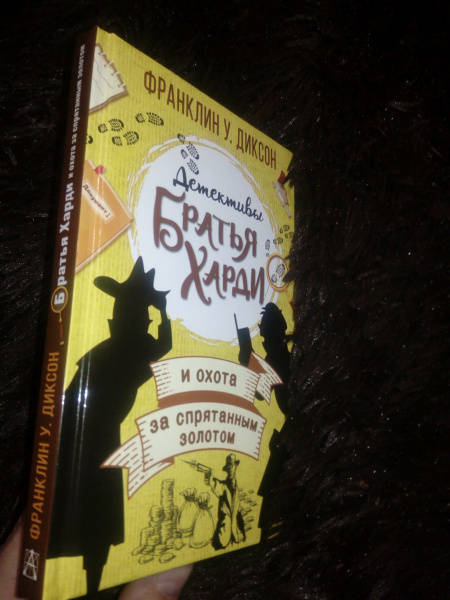 ФРАНКЛИН У. ДИКСОН
Детективы
БРАТЬЯ
ХАРДИ
и охота
за спрятанным
золотом
ФРАНКЛИН У. ДИКСОН
Братья Харди и охота за спрятанным золотом